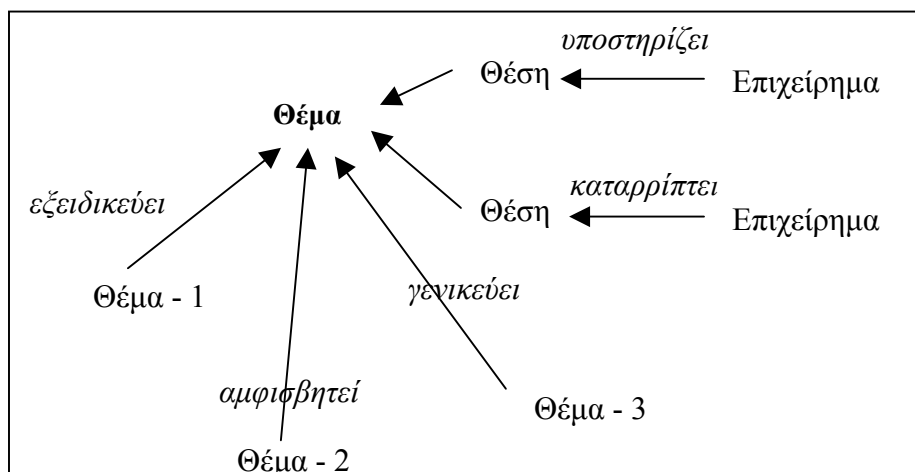 υποστηρίζει
Θέση
Επιχείρημα
Θέμα
εξειδικεύει
καταρρίπτει
Θέση
Επιχείρημα
Θέμα - 1
γενικεύει
αμφισβητεί
Θέμα - 3
Θέμα - 2